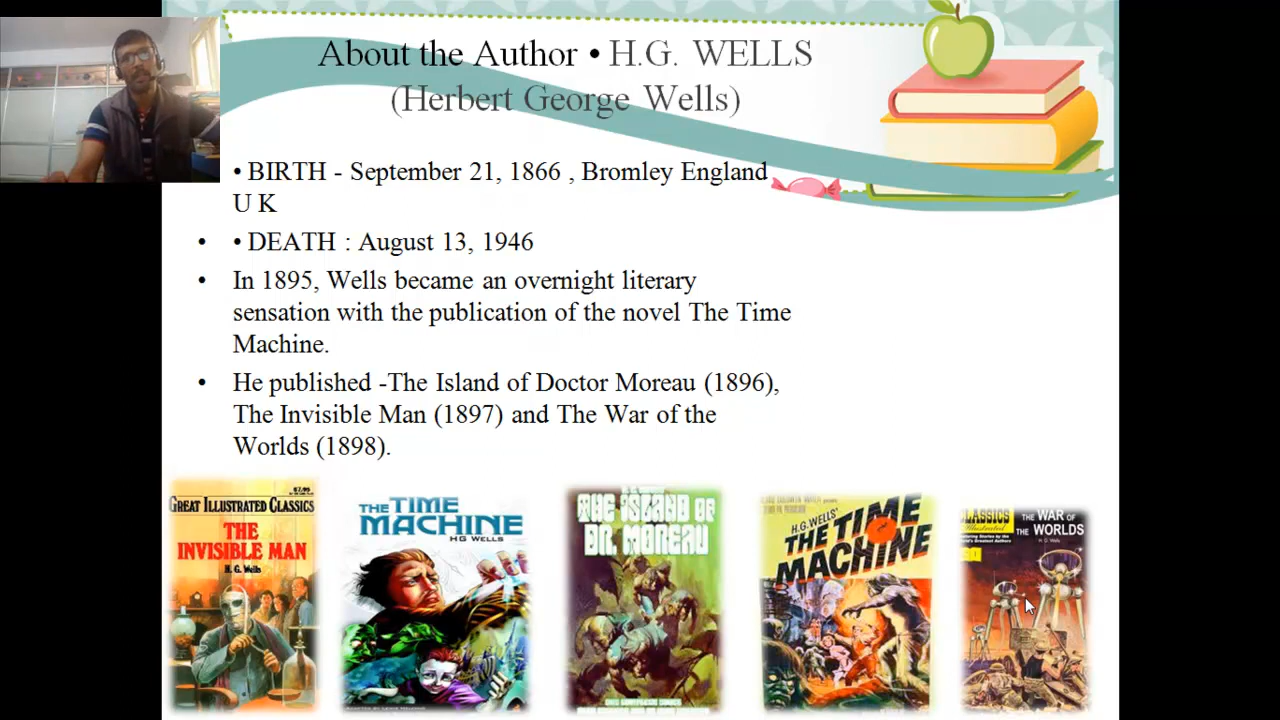 About the Author • H.G. WELLS
(Herbert George Wells)
• BIRTH - September 21, 1866 , Bromley England
U K
• • DEATH : August 13, 1946
• In 1895, Wells became an overnight literary
sensation with the publication of the novel The Time
Machine.
• He published -The Island of Doctor Moreau (1896),
The Invisible Man (1897) and The War of the
Worlds (1898).
GREAT ILLUSTRATED CLASSICS
THE
INVISIBLE MAN
H. G. Wells
THE TIME
MACHINE
HG WELLS
THE ISLAND OF
DR. MOREAU
H.G. WELLS'
THE TIME
MACHINE
CLASSICS
Illustrated
THE WAR OF
THE WORLDS
H. G. Wells